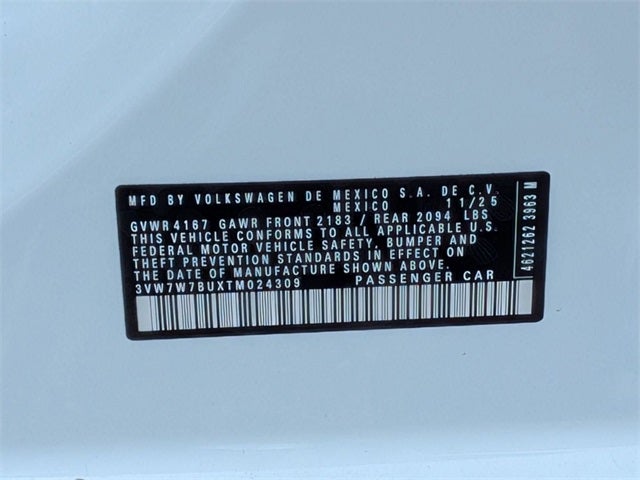 MFD BY VOLKSWAGEN DE MEXICO S.A. DE C.V.
MEXICO 11/25
GVWR 4167 GAWR FRONT 2183 / REAR 2094 LBS
THIS VEHICLE CONFORMS TO ALL APPLICABLE U.S.
FEDERAL MOTOR VEHICLE SAFETY, BUMPER AND
THEFT PREVENTION STANDARDS IN EFFECT ON
THE DATE OF MANUFACTURE SHOWN ABOVE.
3VW7W7BUXTM024309 PASSENGER CAR
4621262 3963 M